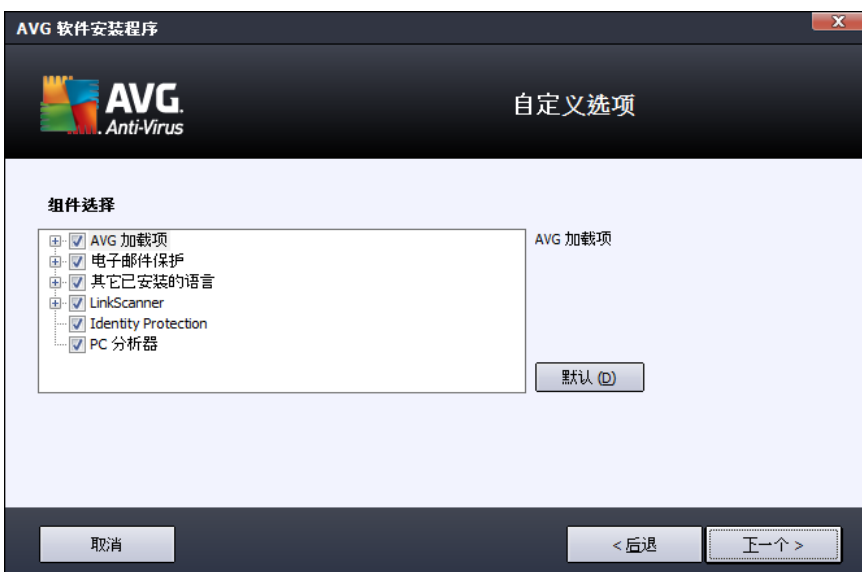 AVG 软件安装程序
AVG.
Anti-Virus
自定义选项
组件选择
AVG 加载项
AVG 加载项
电子邮件保护
其它已安装的语言
LinkScanner
Identity Protection
PC 分析器
默认 (D)
取消
< 后退
下一个 >